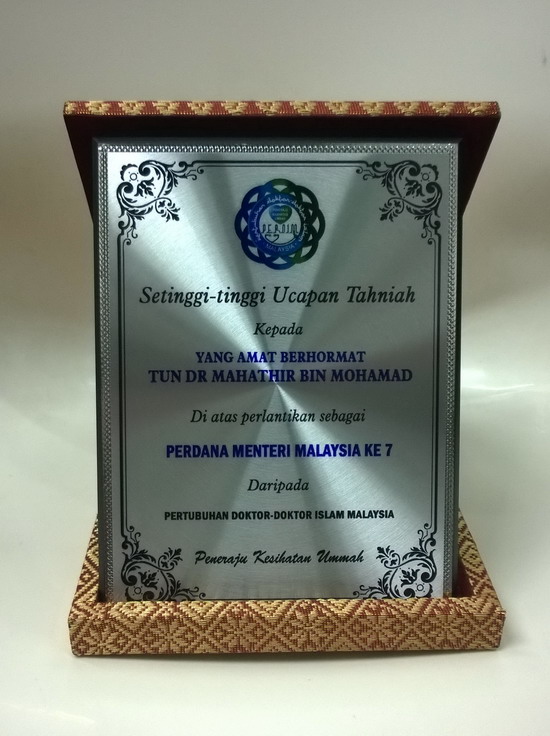 PERDIM
Setinggi-tinggi Ucapan Tahniah
Kepada
YANG AMAT BERHORMAT
TUN DR MAHATHIR BIN MOHAMAD
Di atas perlantikan sebagai
PERDANA MENTERI MALAYSIA KE 7
Daripada
PERTUBUHAN DOKTOR-DOKTOR ISLAM MALAYSIA
Peneraju Kesihatan Ummah